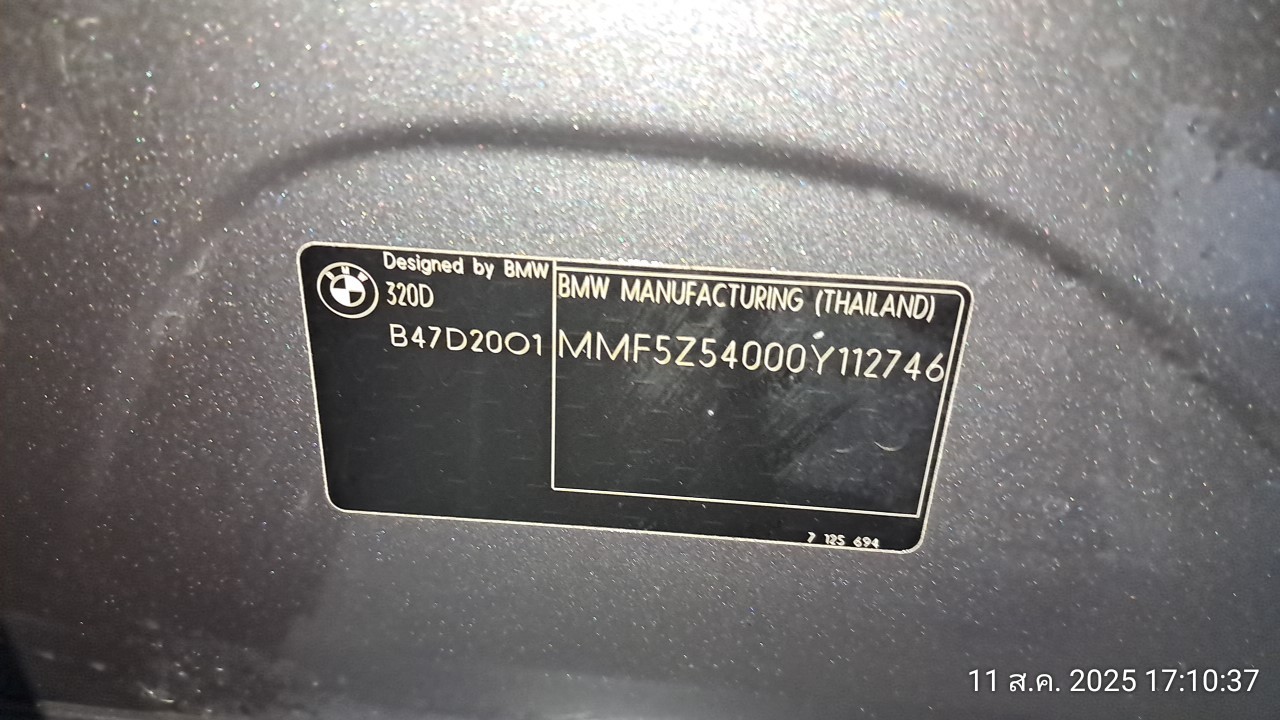 BMW
Designed by BMW
320D
B47D20O1
BMW MANUFACTURING (THAILAND)
MMF5Z54000Y112746
7 125 694
11 ส.ค. 2025 17:10:37